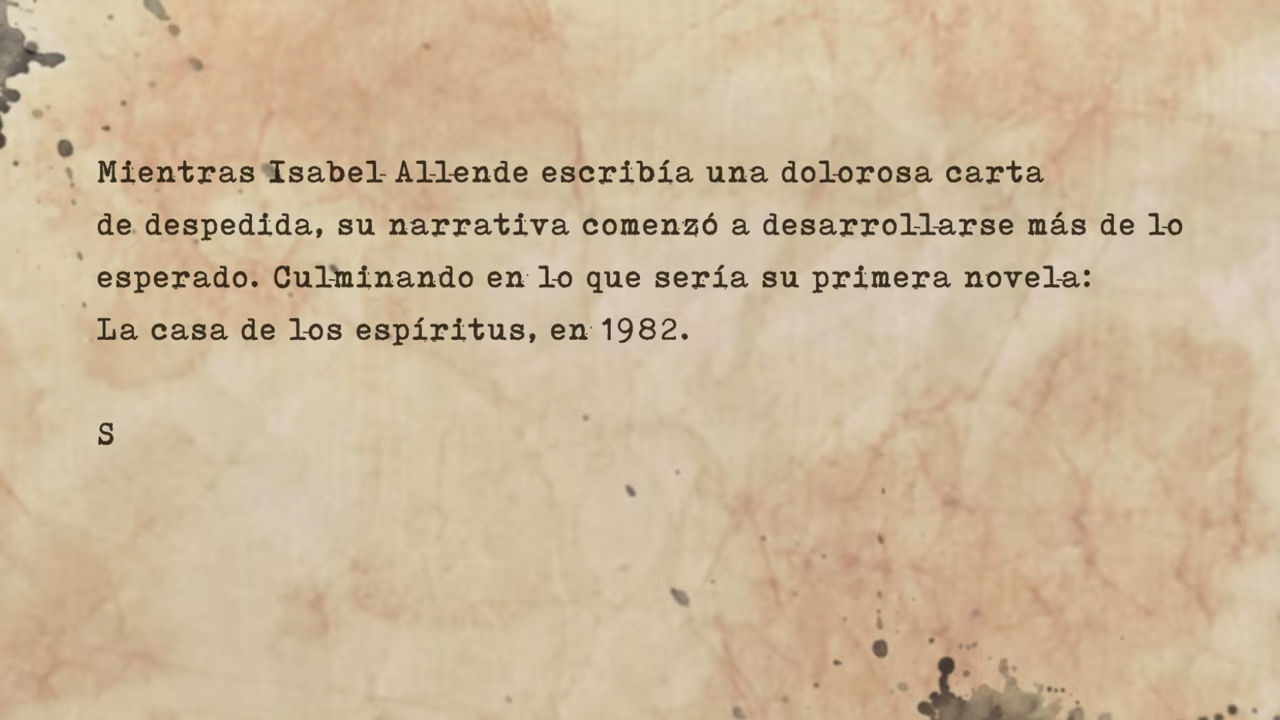 Mientras Isabel Allende escribía una dolorosa carta
de despedida, su narrativa comenzó a desarrollarse más de lo
esperado. Culminando en lo que sería su primera novela:
La casa de los espíritus, en 1982.
S